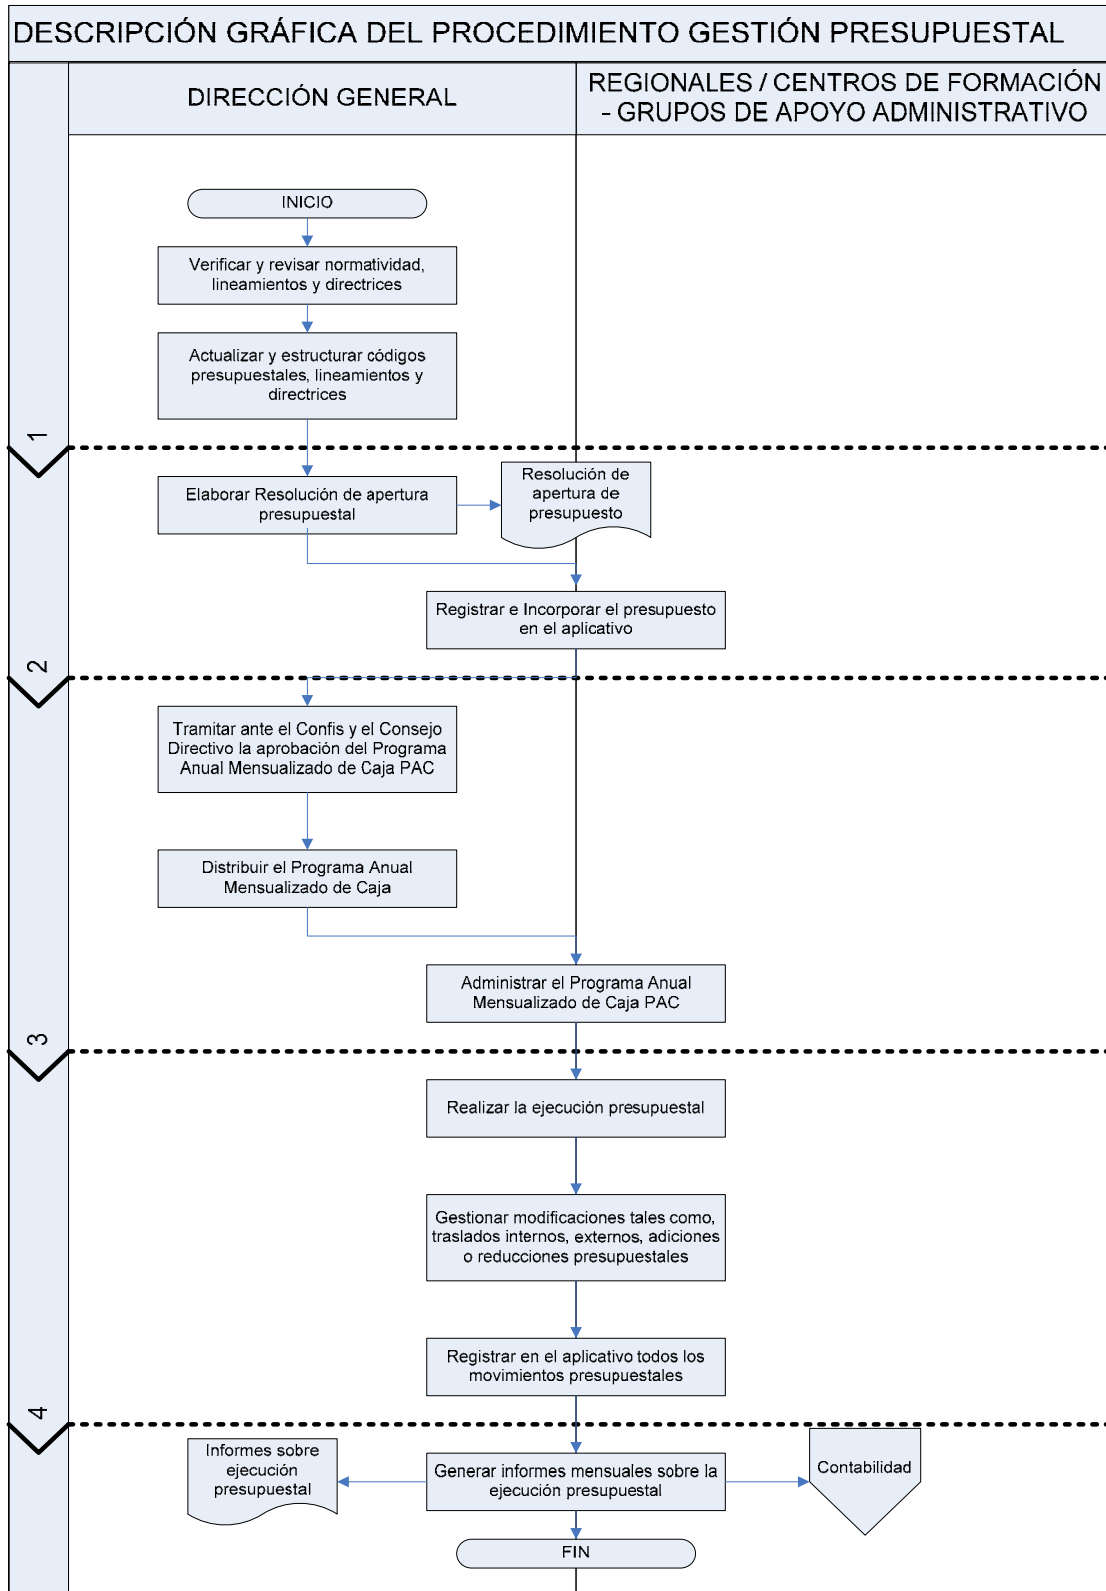 DESCRIPCIÓN GRÁFICA DEL PROCEDIMIENTO GESTIÓN PRESUPUESTAL
DIRECCIÓN GENERAL
REGIONALES / CENTROS DE FORMACIÓN
- GRUPOS DE APOYO ADMINISTRATIVO
INICIO
Verificar y revisar normatividad,
lineamientos y directrices
Actualizar y estructurar códigos
presupuestales, lineamientos y
directrices
1
Elaborar Resolución de apertura
presupuestal
Resolución de
apertura de
presupuesto
Registrar e Incorporar el presupuesto
en el aplicativo
2
Tramitar ante el Confis y el Consejo
Directivo la aprobación del Programa
Anual Mensualizado de Caja PAC
Distribuir el Programa Anual
Mensualizado de Caja
Administrar el Programa Anual
Mensualizado de Caja PAC
3
Realizar la ejecución presupuestal
Gestionar modificaciones tales como,
traslados internos, externos, adiciones
o reducciones presupuestales
Registrar en el aplicativo todos los
movimientos presupuestales
4
Informes sobre
ejecución
presupuestal
Generar informes mensuales sobre la
ejecución presupuestal
Contabilidad
FIN